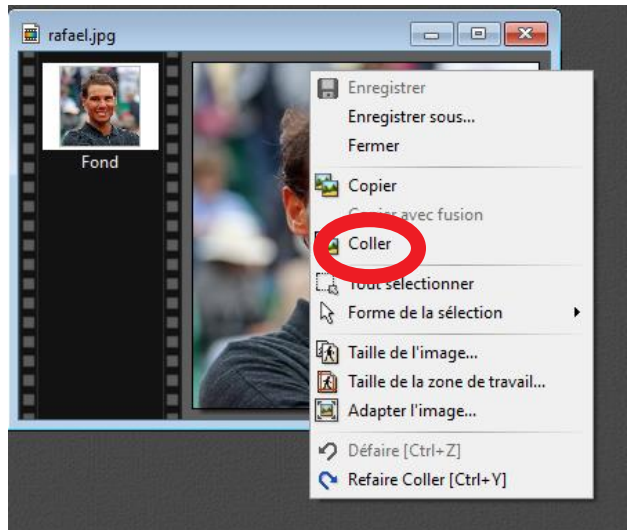 rafael.jpg
Fond
Enregistrer
Enregistrer sous...
Fermer
Copier
Copier avec fusion
Coller
Tout sélectionner
Forme de la sélection
Taille de l'image...
Taille de la zone de travail...
Adapter l'image...
Défaire [Ctrl+Z]
Refaire Coller [Ctrl+Y]